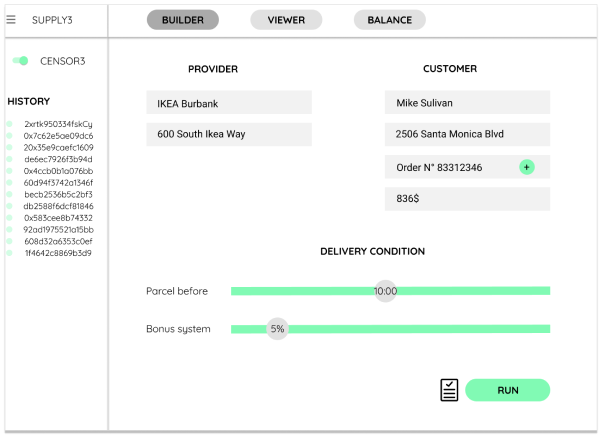 SUPPLY3
BUILDER
VIEWER
BALANCE
CENSOR3
HISTORY
2xrtk950334fskCy
0x7c62e5ae09dc6
20x35e9caefc1609
de6ec7926f3b94d
0x4ccb0b1a076bb
60d94f3742a1346f
becb2536b5c2bf3
db2588f6dcf81846
0x583cee8b74332
92ad1975521a15bb
608d32a6353c0ef
1f4642c8869b3d9
PROVIDER
IKEA Burbank
600 South Ikea Way
CUSTOMER
Mike Sulivan
2506 Santa Monica Blvd
Order N° 83312346 +
836$
DELIVERY CONDITION
Parcel before 10:00
Bonus system 5%
RUN